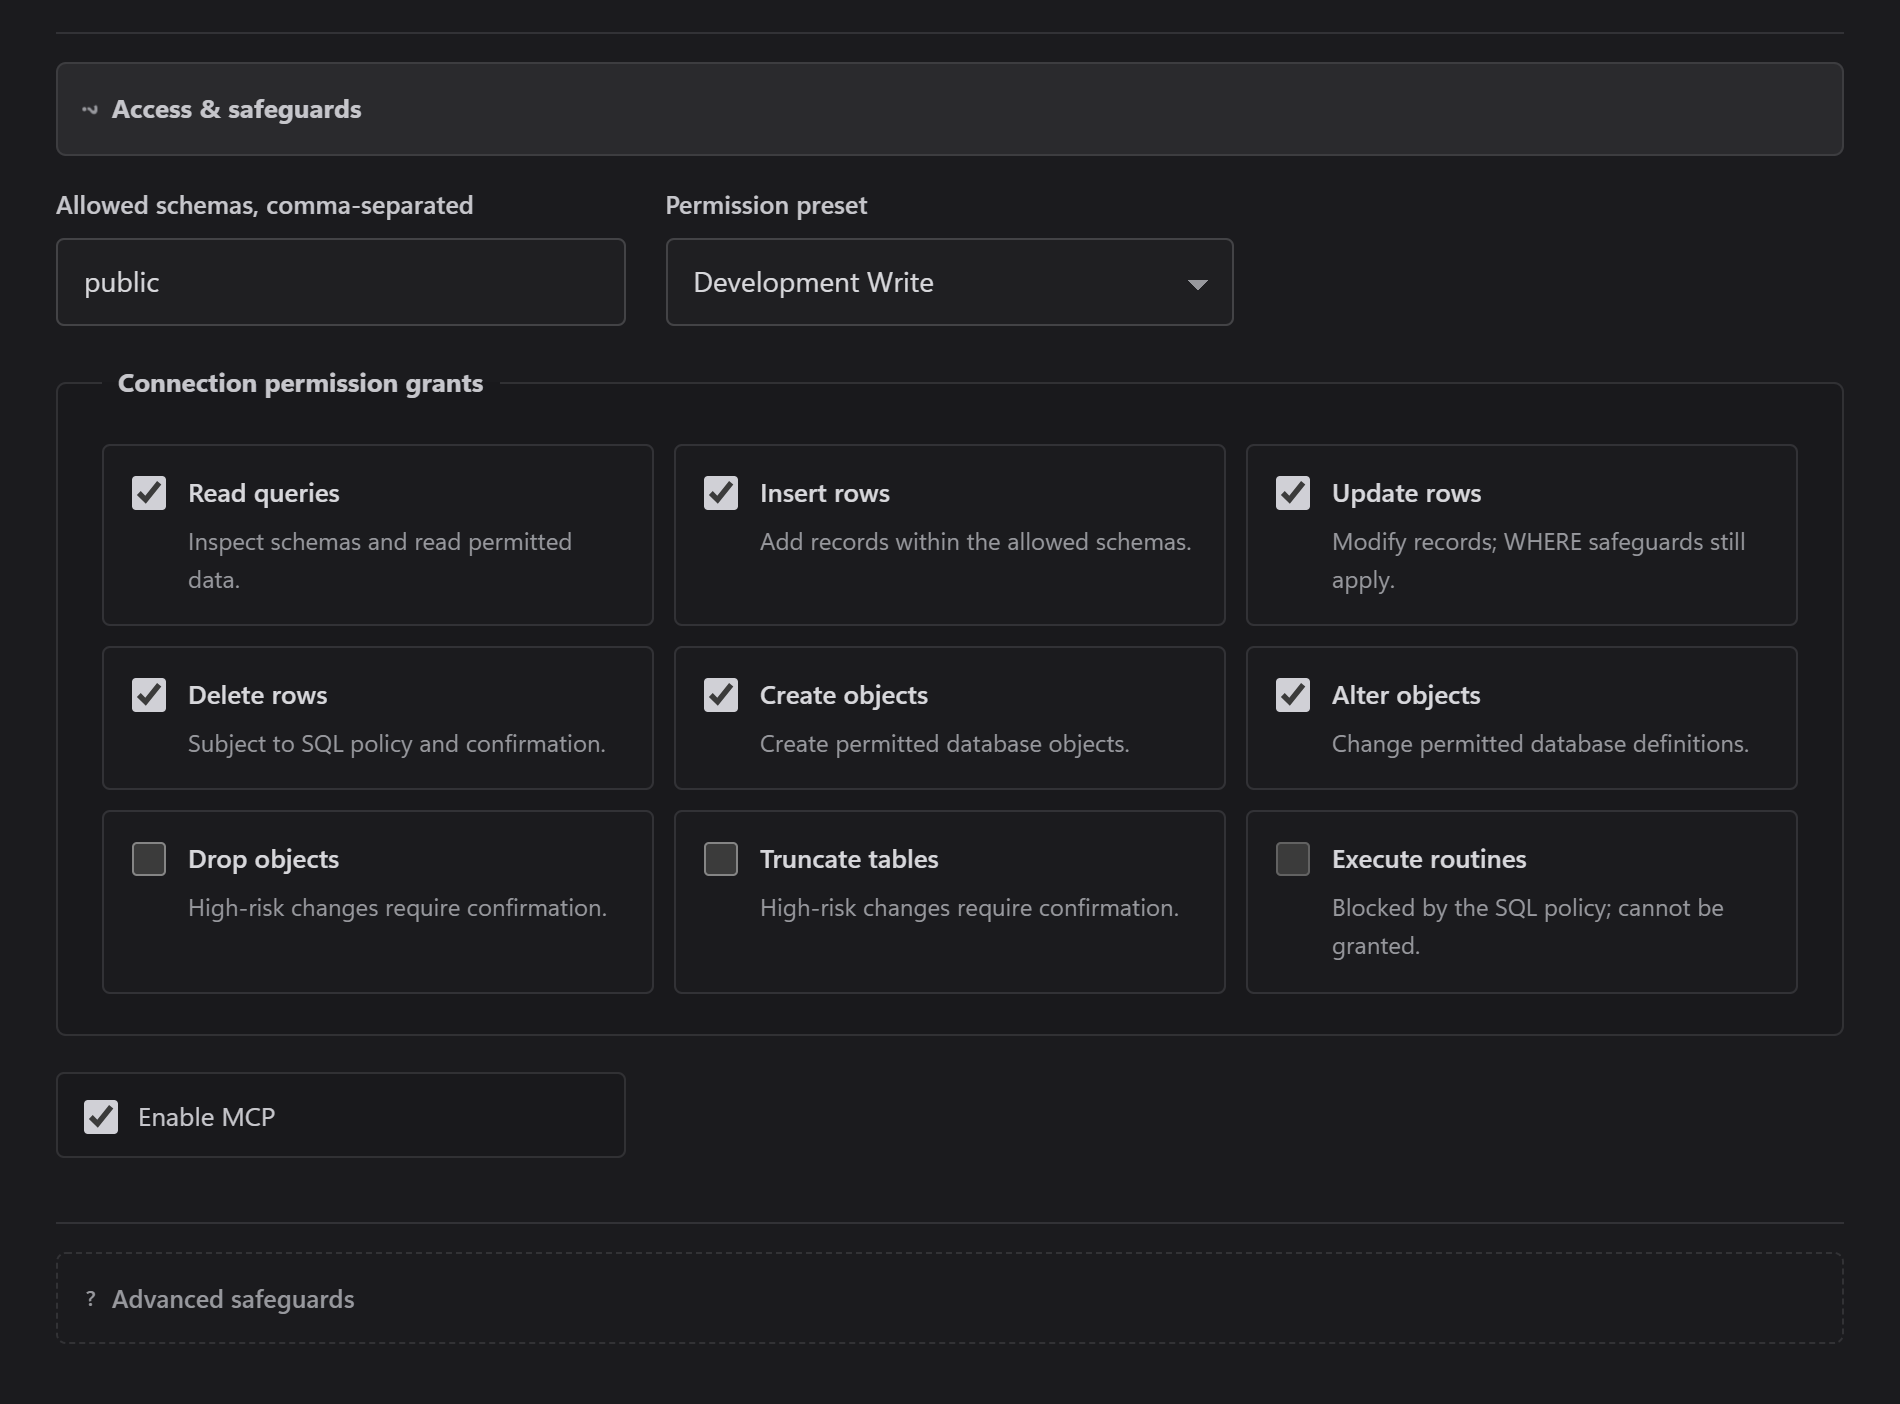 Access & safeguards
Allowed schemas, comma-separated
Permission preset
public
Development Write
Connection permission grants
Read queries
Inspect schemas and read permitted
data.
Insert rows
Add records within the allowed schemas.
Update rows
Modify records; WHERE safeguards still
apply.
Delete rows
Subject to SQL policy and confirmation.
Create objects
Create permitted database objects.
Alter objects
Change permitted database definitions.
Drop objects
High-risk changes require confirmation.
Truncate tables
High-risk changes require confirmation.
Execute routines
Blocked by the SQL policy; cannot be
granted.
Enable MCP
? Advanced safeguards